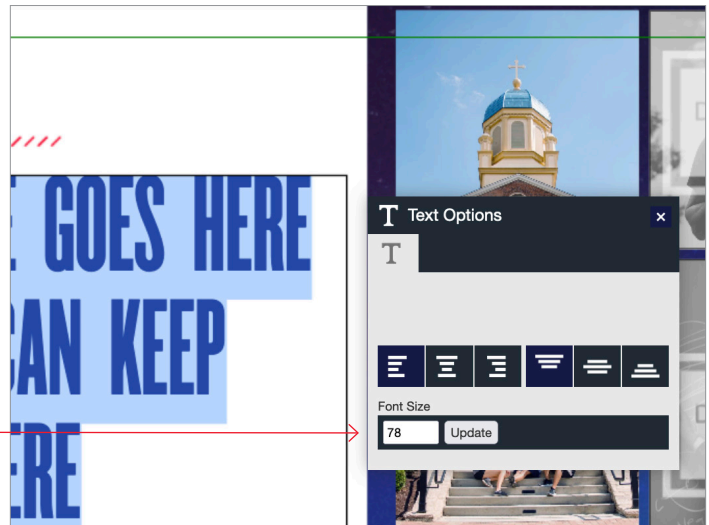 GOES HERE
CAN KEEP
ERE
T Text Options
T
Font Size
78 Update